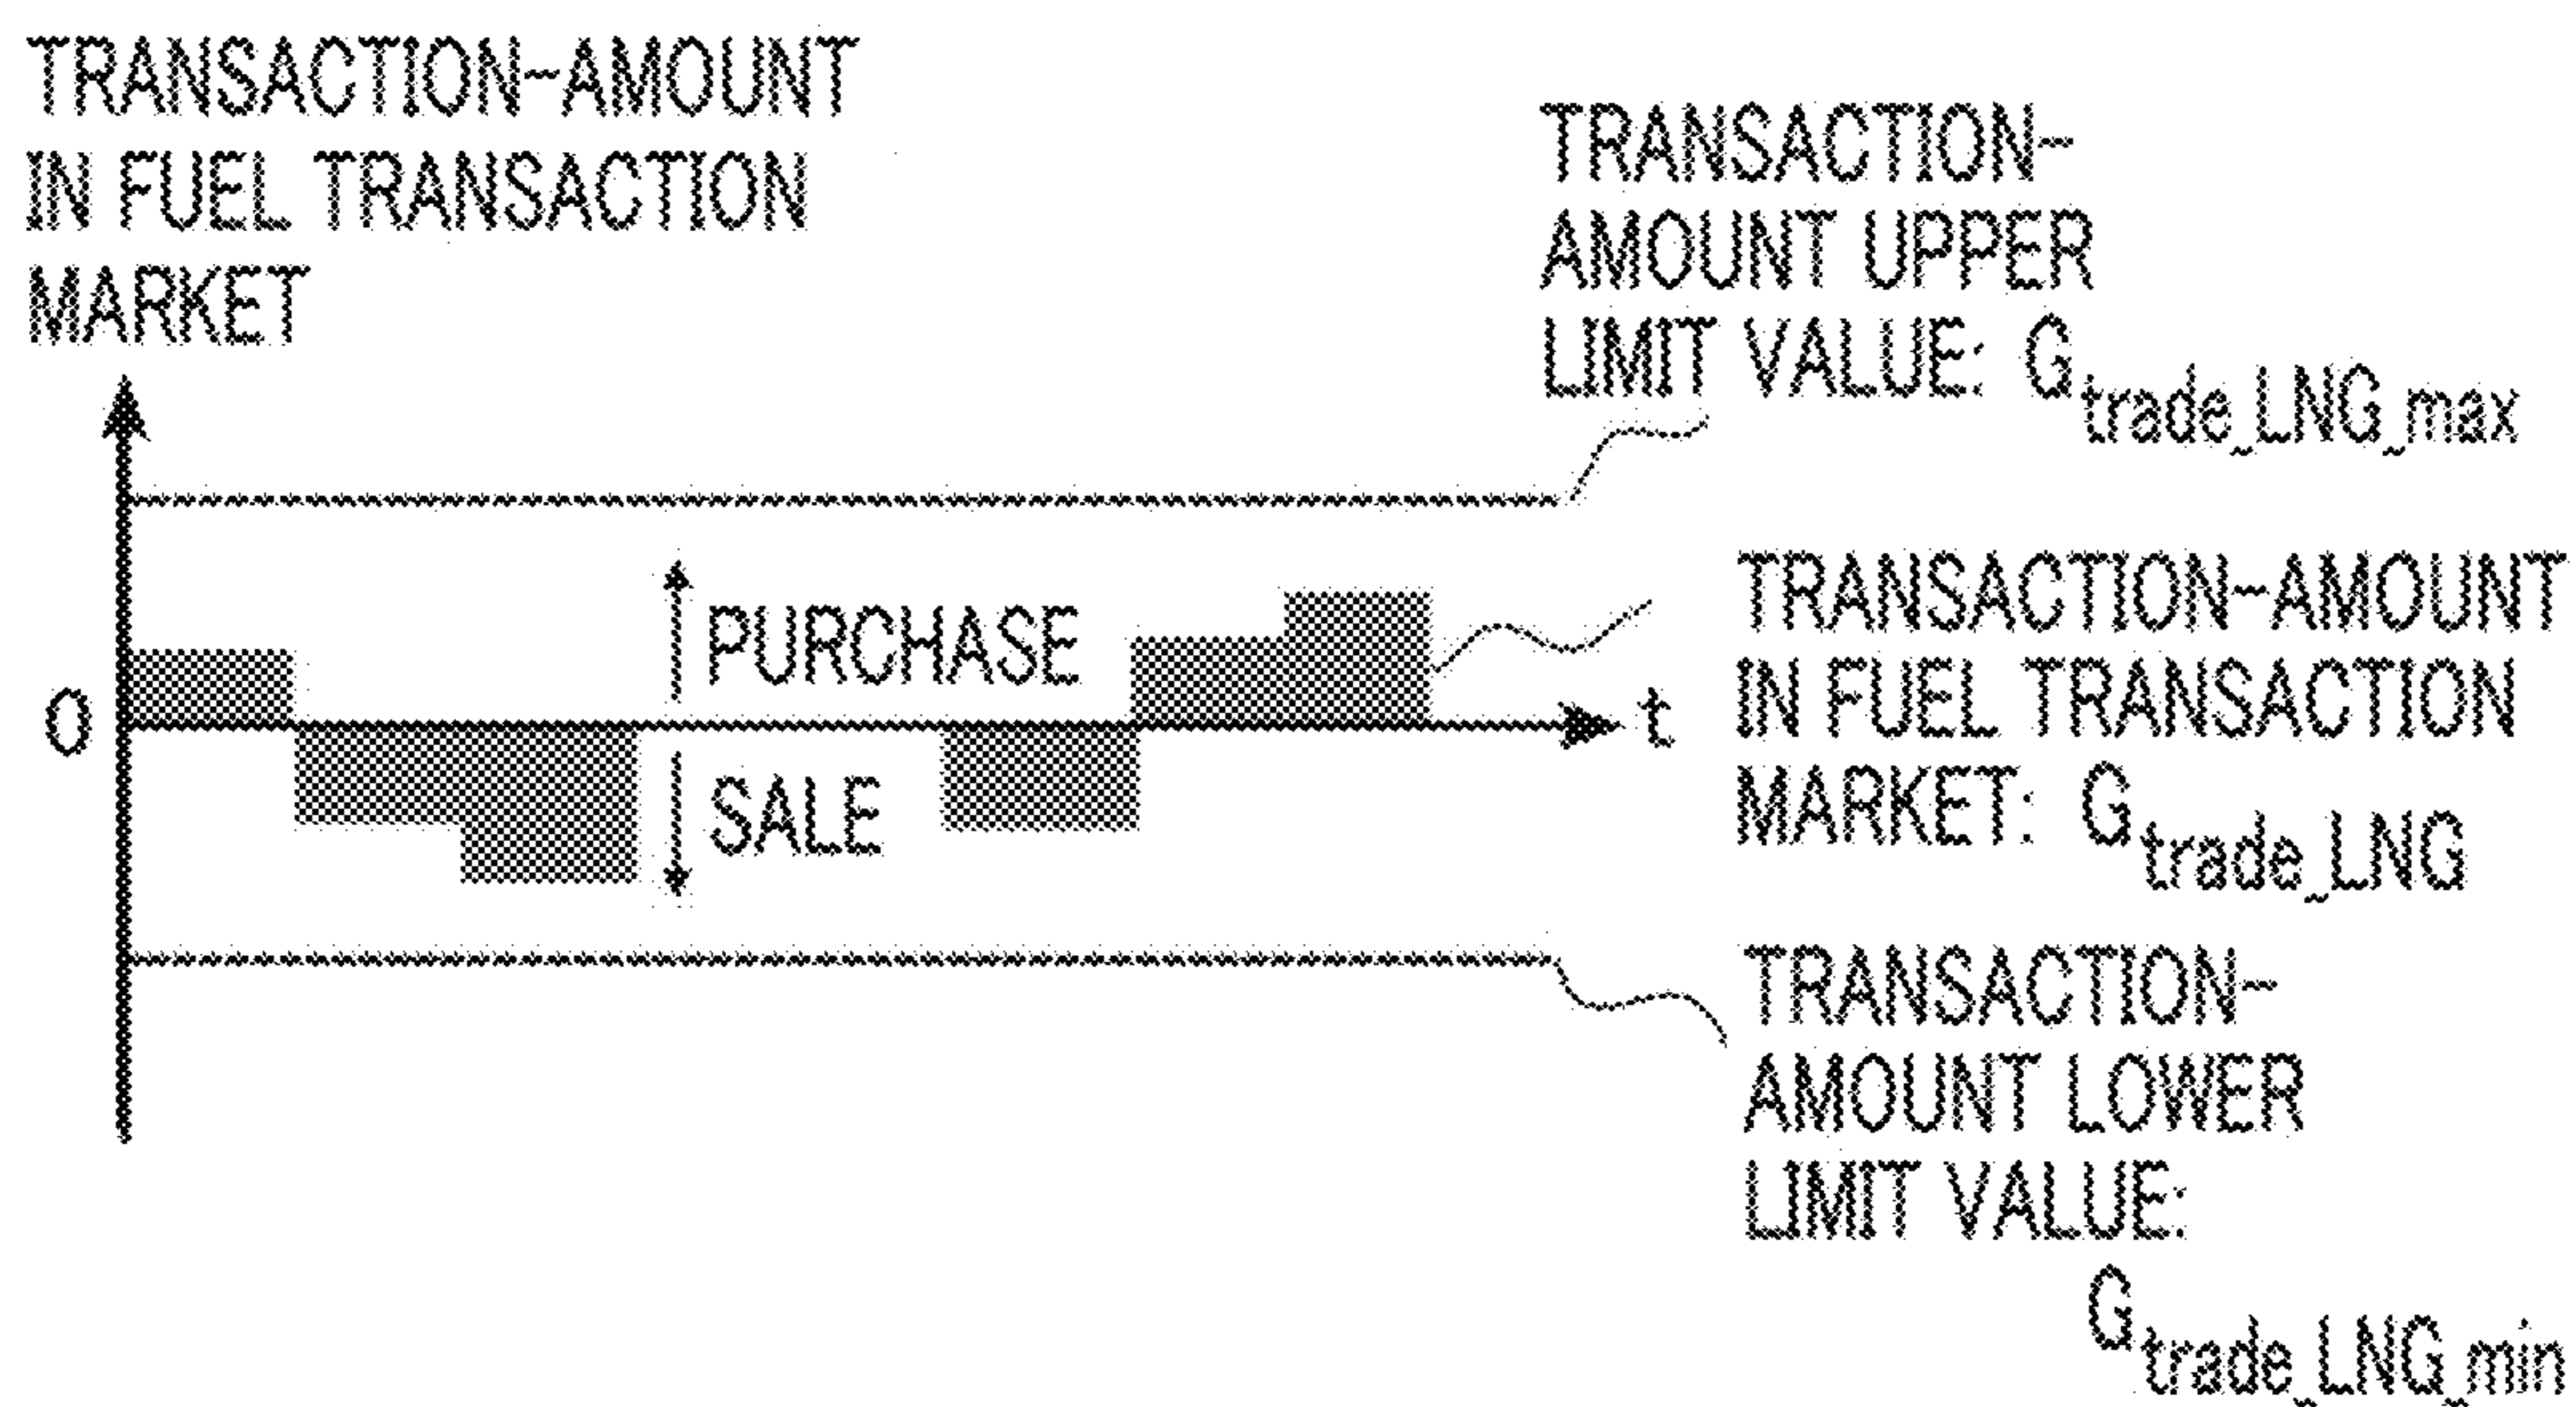 TRANSACTION-AMOUNT
IN FUEL TRANSACTION
MARKET
TRANSACTION-
AMOUNT UPPER
LIMIT VALUE: Gtrade_LNG_max
PURCHASE
0
t
SALE
TRANSACTION-AMOUNT
IN FUEL TRANSACTION
MARKET: Gtrade_LNG
TRANSACTION-
AMOUNT LOWER
LIMIT VALUE:
Gtrade_LNG_min